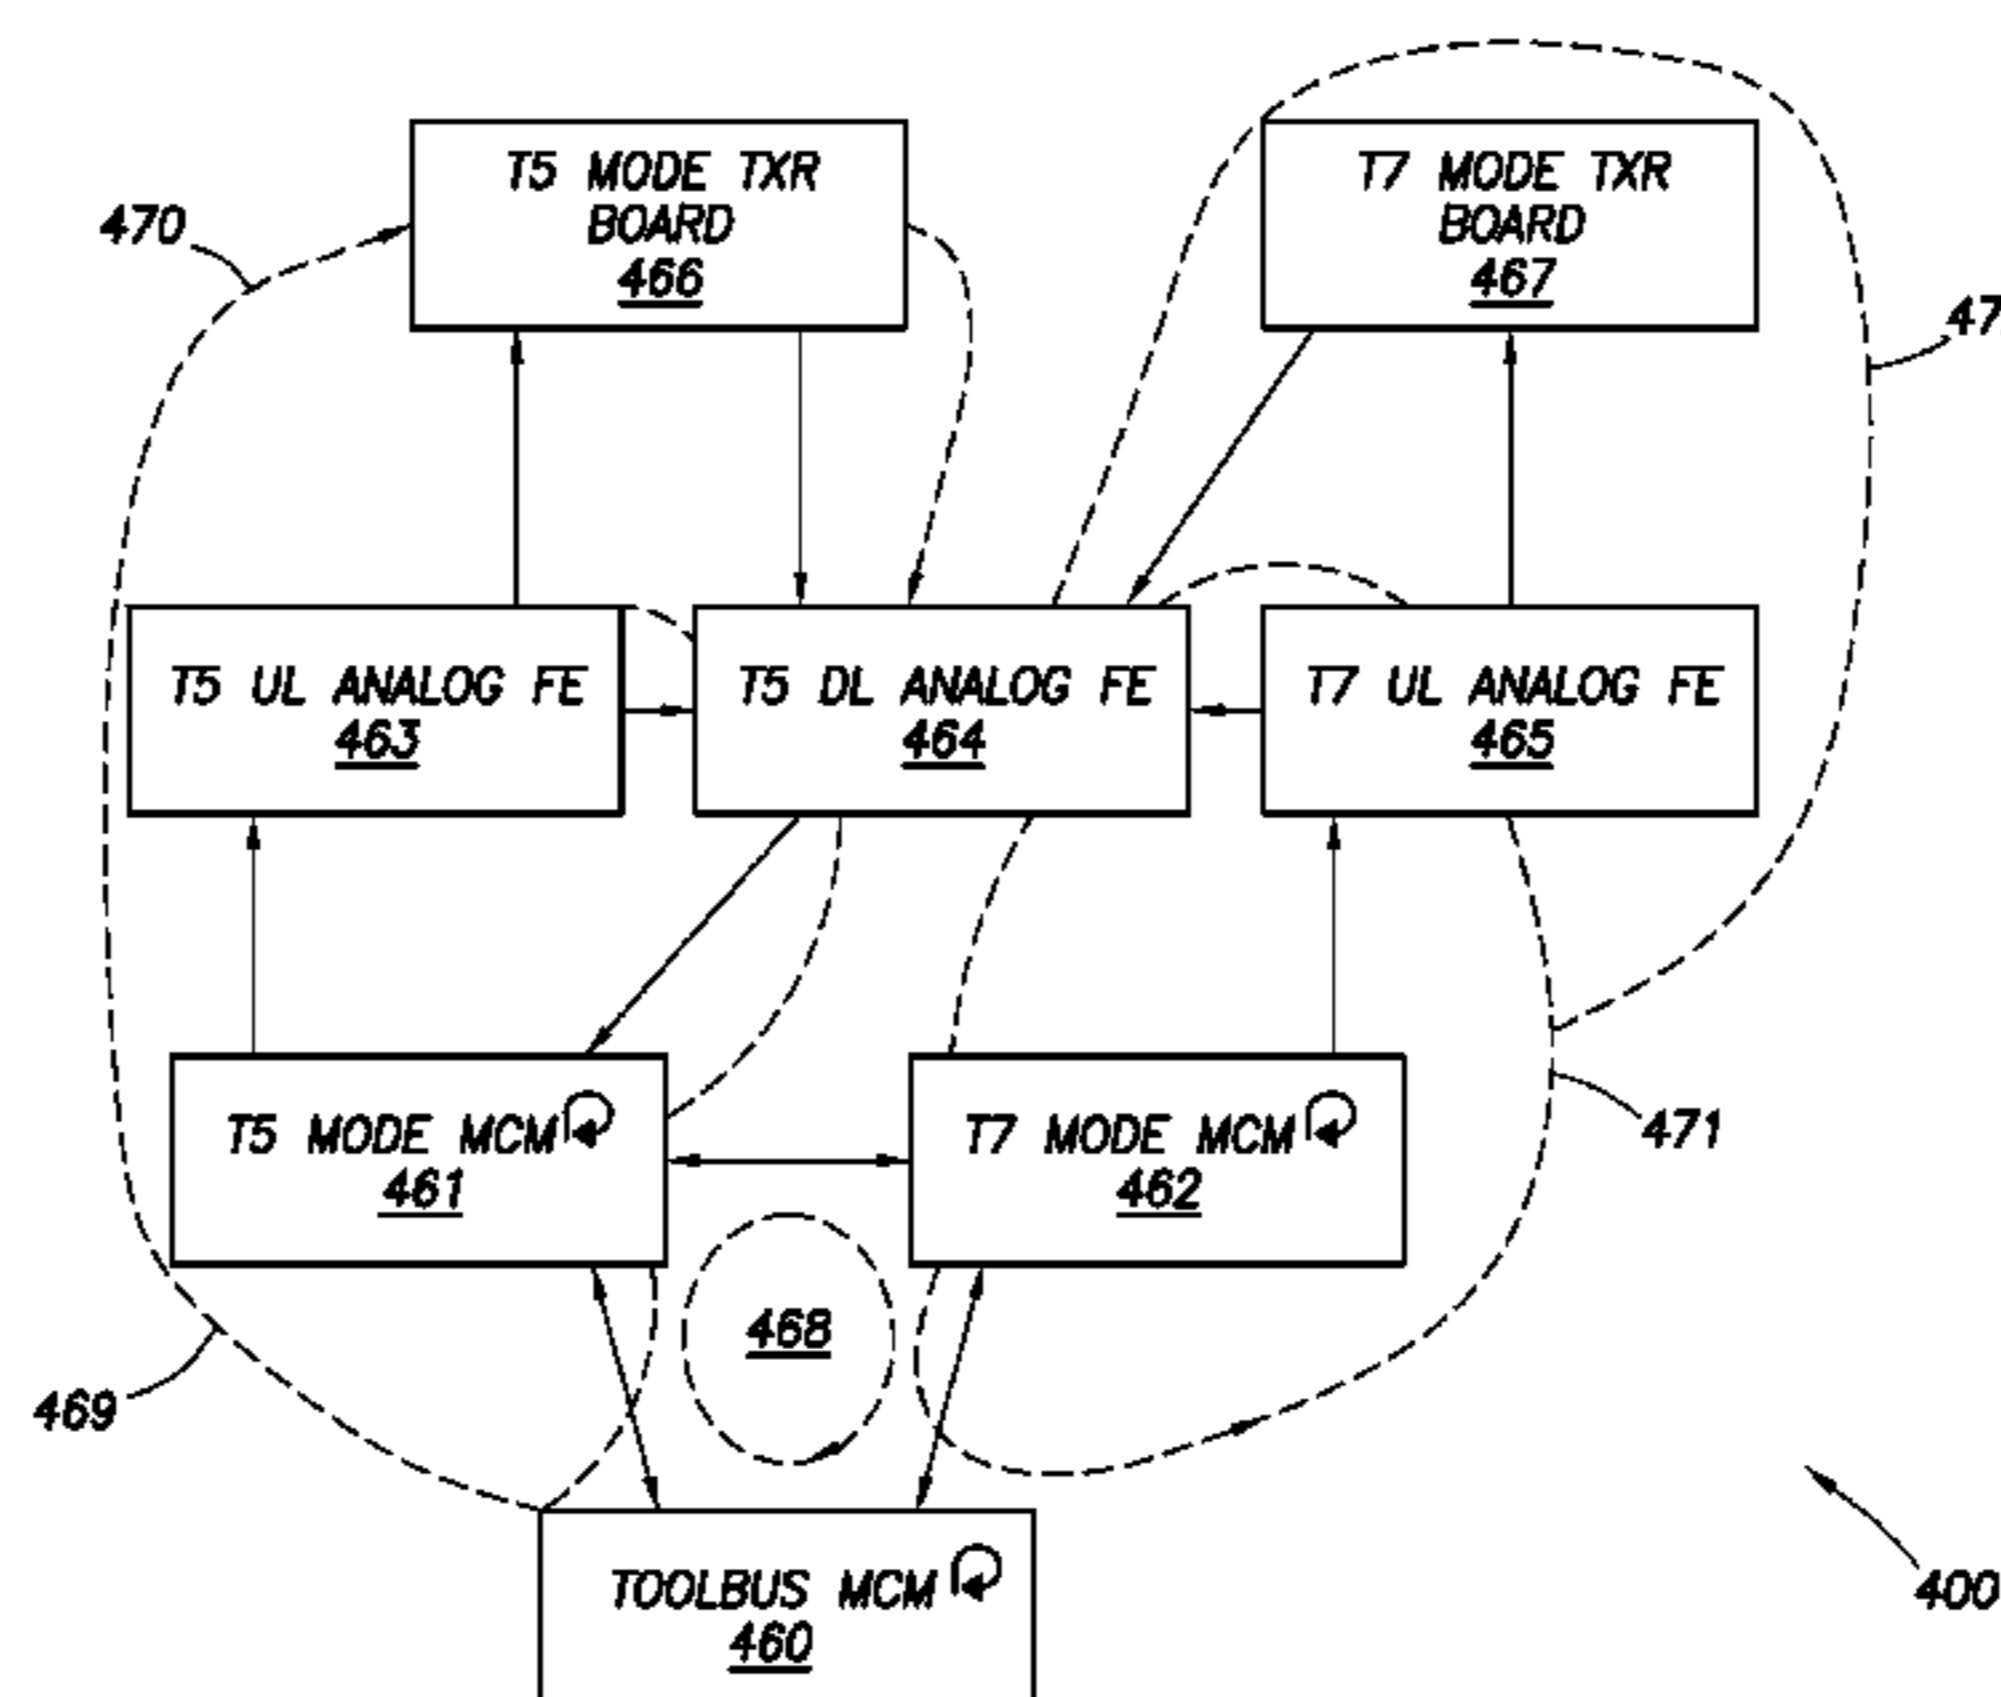 T5 MODE TXR
BOARD
466
T7 MODE TXR
BOARD
467
470
47
T5 UL ANALOG FE
463
T5 DL ANALOG FE
464
T7 UL ANALOG FE
465
T5 MODE MCM
461
T7 MODE MCM
462
471
468
469
TOOLBUS MCM
460
400